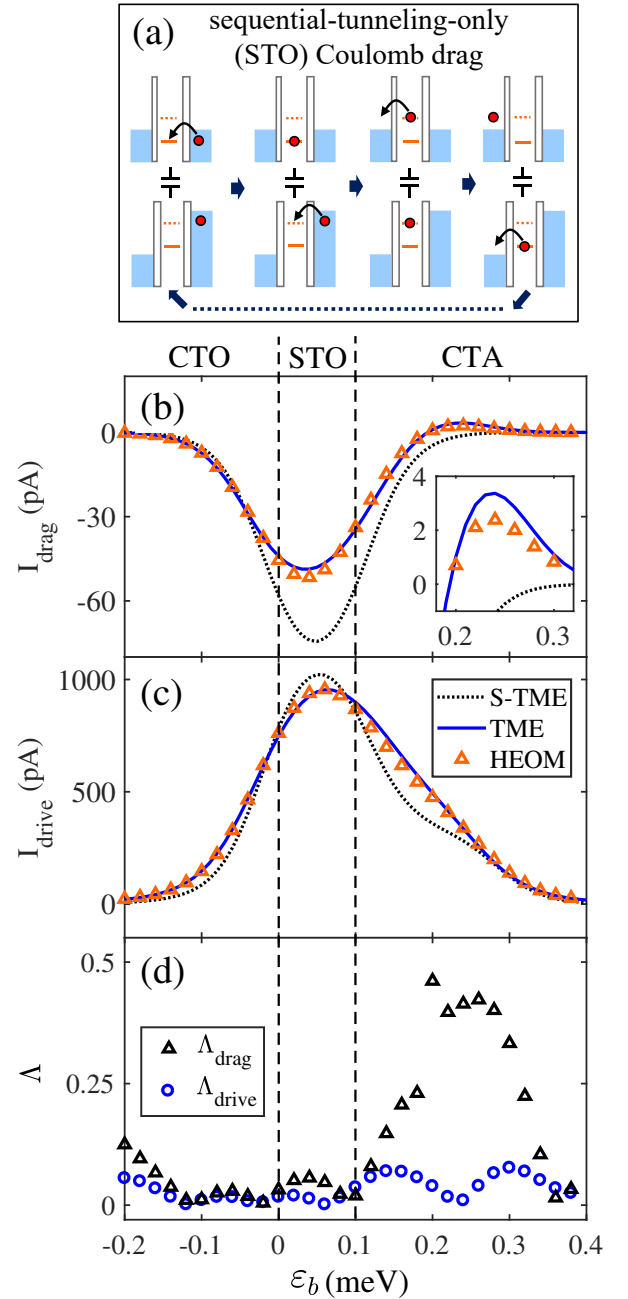 (a) sequential-tunneling-only
(STO) Coulomb drag
CTO STO CTA
(b)
0
-30
-60
I_drag (pA)
4
2
0
0.2 0.3
(c)
1000
500
0
I_drive (pA)
S-TME
TME
HEOM
(d)
0.5
0.25
0
Λ
Λ_drag
Λ_drive
-0.2 -0.1 0 0.1 0.2 0.3 0.4
ε_b (meV)